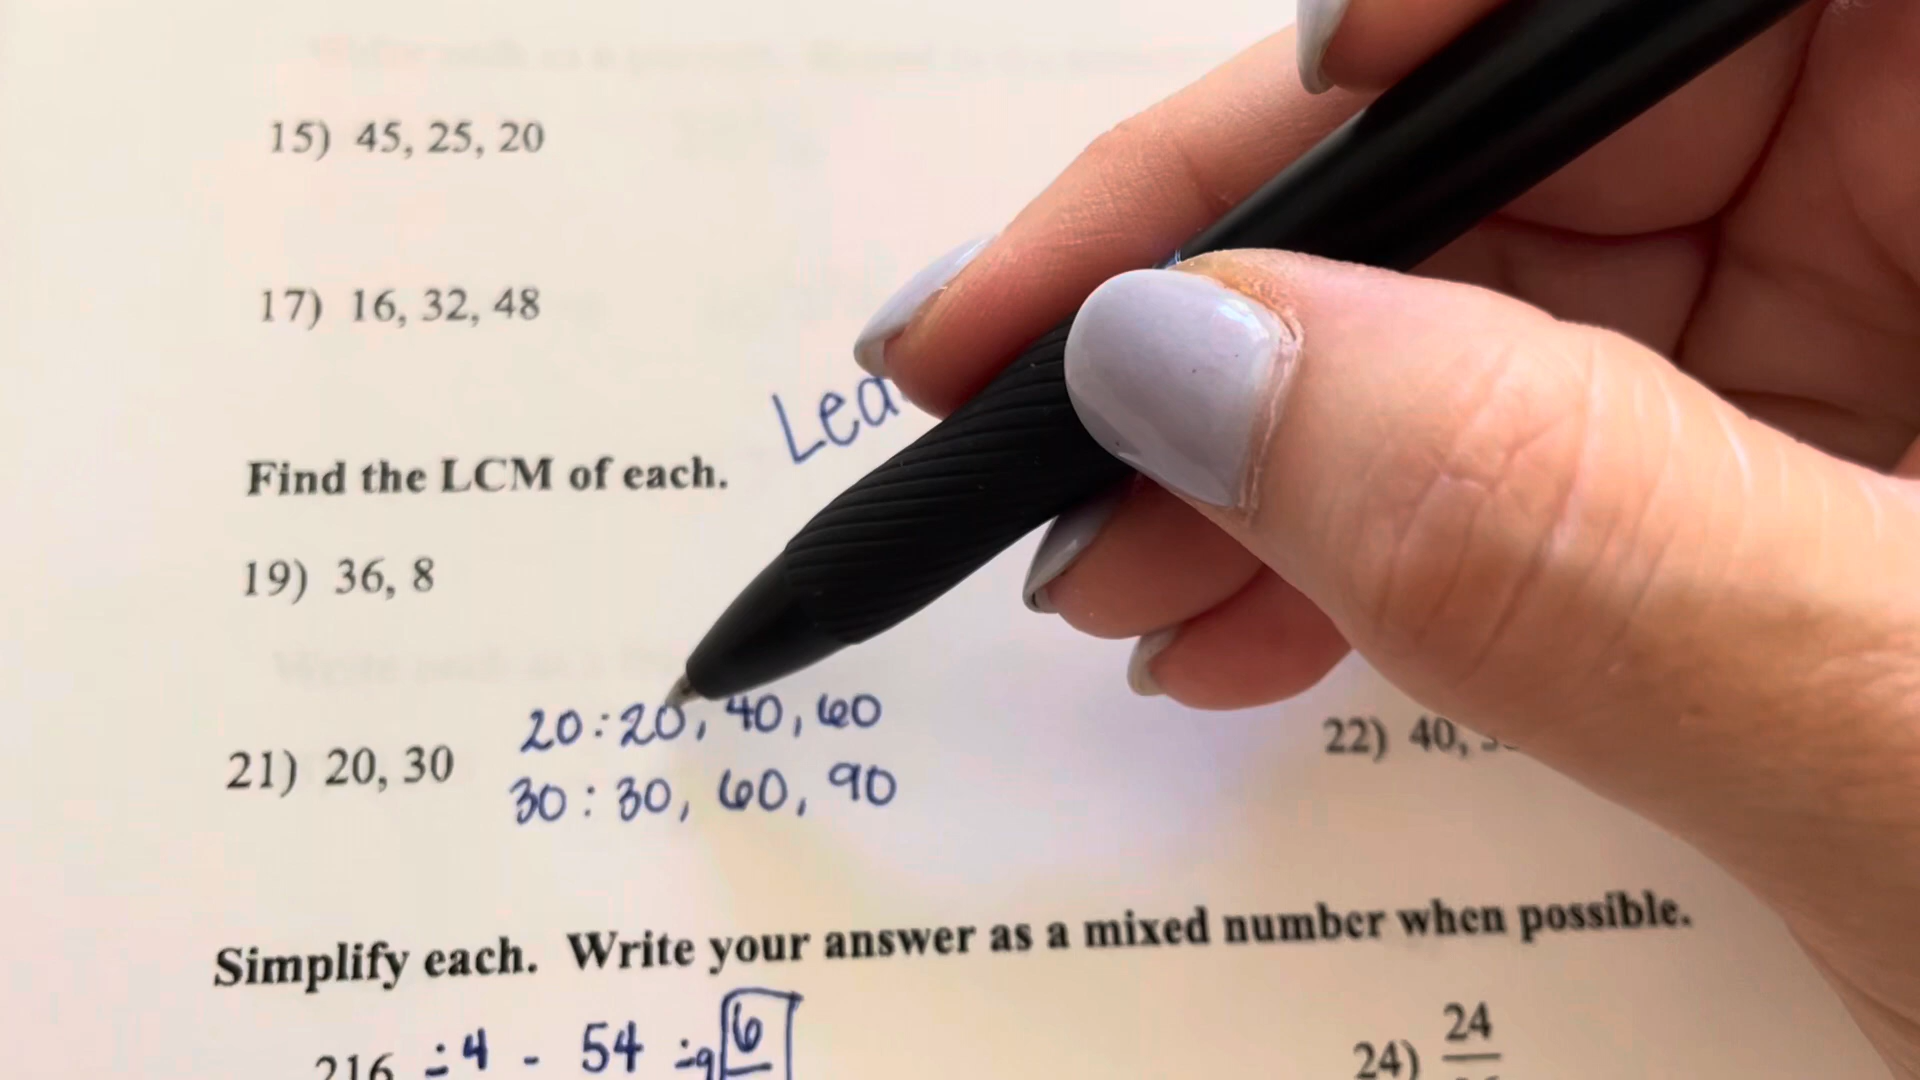 15) 45, 25, 20
17) 16, 32, 48
Lea
Find the LCM of each.
19) 36, 8
20 : 20, 40, 60
21) 20, 30
22) 40,
30 : 30, 60, 90
Simplify each. Write your answer as a mixed number when possible.
216 ÷4 - 54 ÷9 6
24) 24